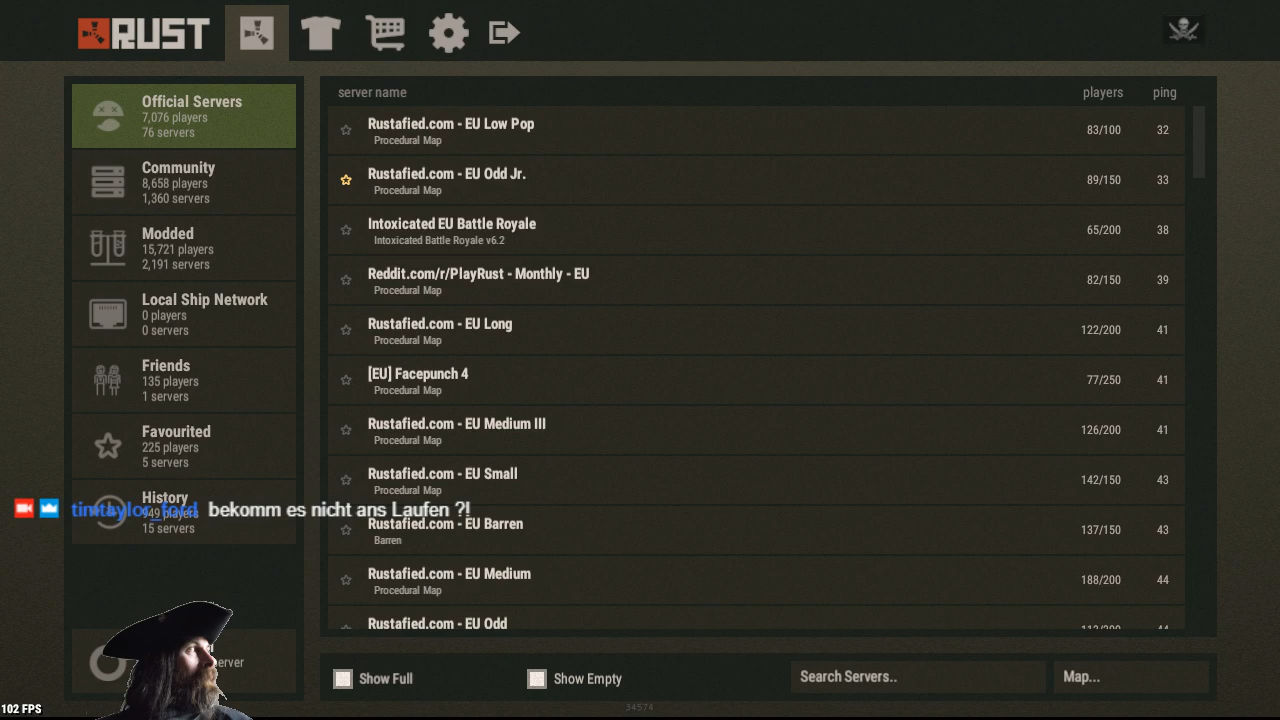 RUST
Official Servers
7,076 players
76 servers
Community
8,658 players
1,360 servers
Modded
15,721 players
2,191 servers
Local Ship Network
0 players
0 servers
Friends
135 players
1 servers
Favourited
225 players
5 servers
History
949 players
15 servers
timtaylor_ford bekomm es nicht ans Laufen ?!
server name players ping
Rustafied.com - EU Low Pop 83/100 32
Procedural Map
Rustafied.com - EU Odd Jr. 89/150 33
Procedural Map
Intoxicated EU Battle Royale 65/200 38
Intoxicated Battle Royale v6.2
Reddit.com/r/PlayRust - Monthly - EU 82/150 39
Procedural Map
Rustafied.com - EU Long 122/200 41
Procedural Map
[EU] Facepunch 4 77/250 41
Procedural Map
Rustafied.com - EU Medium III 126/200 41
Procedural Map
Rustafied.com - EU Small 142/150 43
Procedural Map
Rustafied.com - EU Barren 137/150 43
Barren
Rustafied.com - EU Medium 188/200 44
Procedural Map
Rustafied.com - EU Odd 44
Show Full Show Empty Search Servers.. Map...
34574
102 FPS